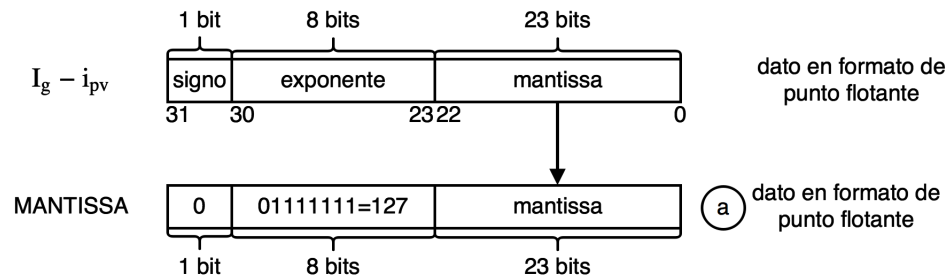 1 bit 8 bits 23 bits
I_g – i_pv signo exponente mantissa dato en formato de
punto flotante
31 30 23 22 0
MANTISSA 0 01111111=127 mantissa a dato en formato de
punto flotante
1 bit 8 bits 23 bits